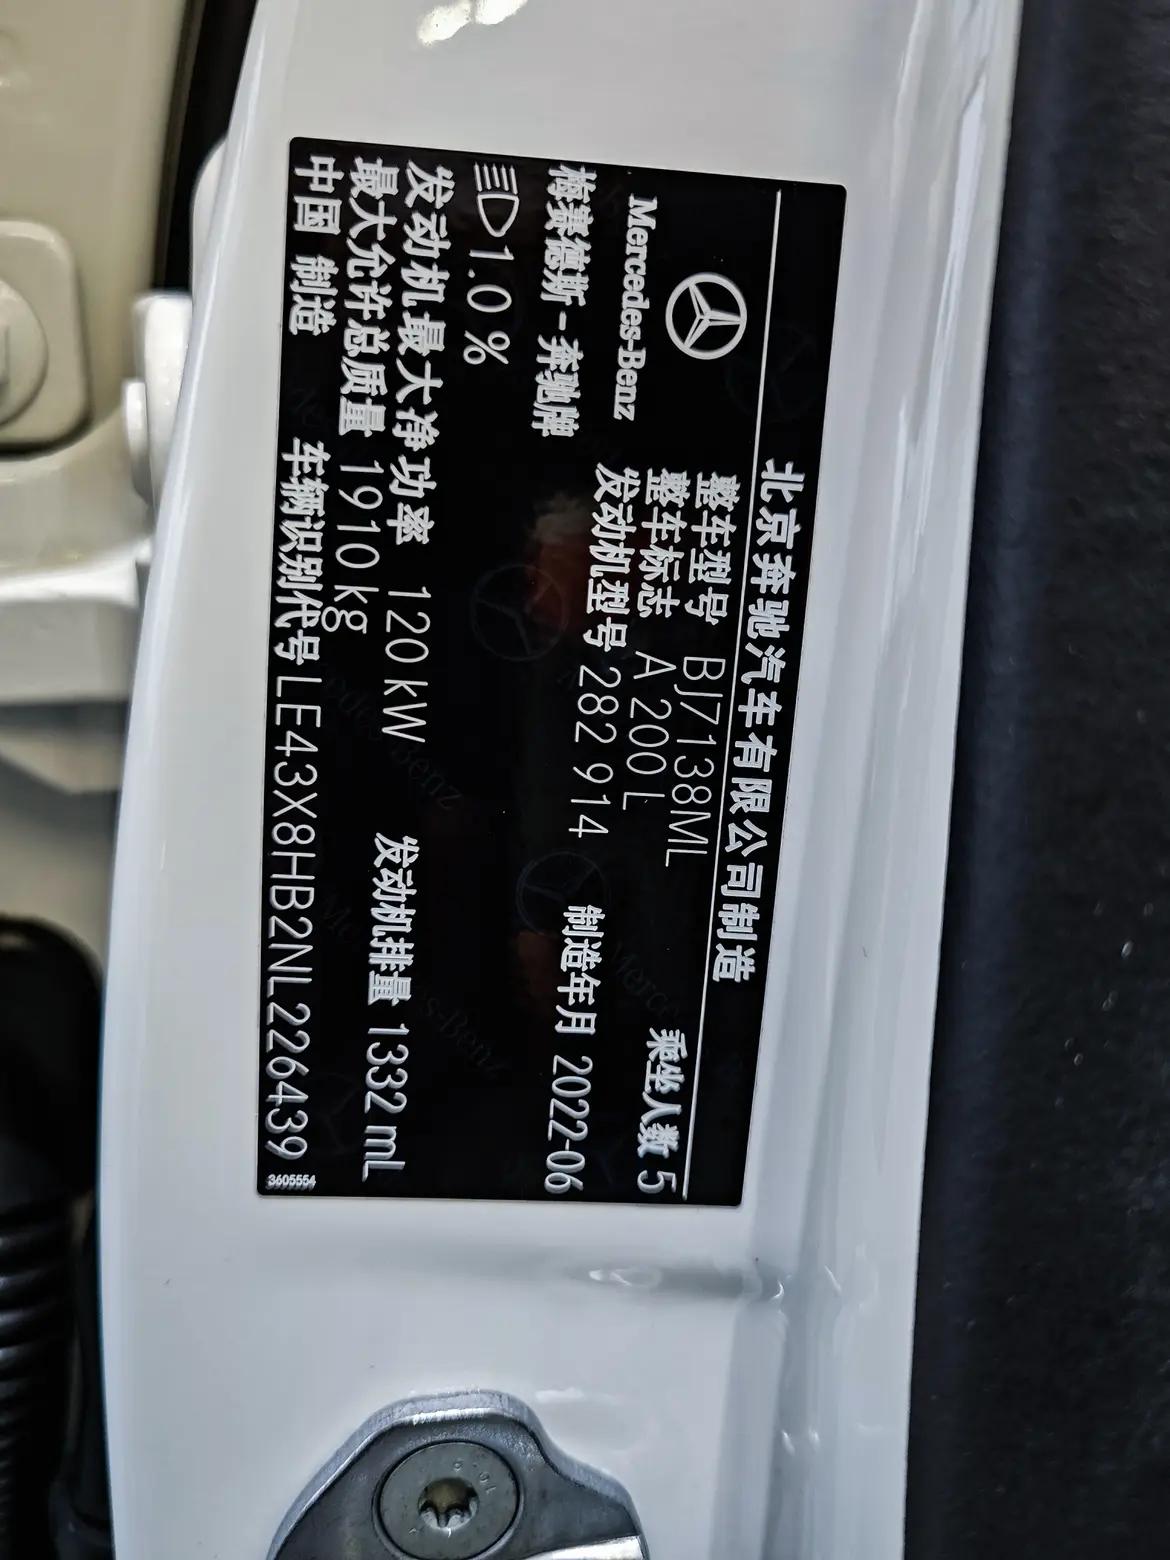 北京奔驰汽车有限公司制造
Mercedes-Benz
整车型号 BJ7138ML
整车标志 A 200 L
乘坐人数 5
梅赛德斯-奔驰牌
发动机型号 282 914
制造年月 2022-06
1.0 %
发动机最大净功率 120 kW
发动机排量 1332 mL
最大允许总质量 1910 kg
中国 制造
车辆识别代号 LE43X8HB2NL226439
3605554